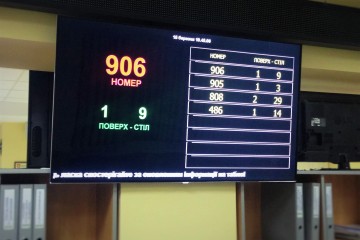 906
НОМЕР
1 9
ПОВЕРХ - СТІЛ
НОМЕР ПОВЕРХ - СТІЛ
906 1 9
905 1 3
808 2 29
486 1 14